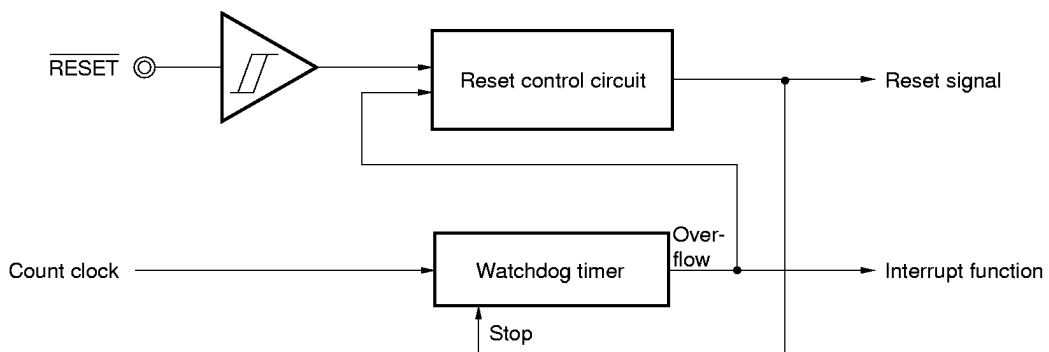 RESET
Reset control circuit
Reset signal
Over-
flow
Count clock
Watchdog timer
Interrupt function
Stop